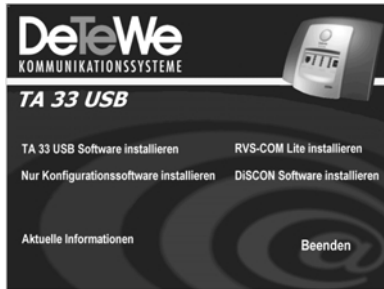 DeTeWe
KOMMUNIKATIONSSYSTEME
TA 33 USB
TA 33 USB Software installieren
RVS-COM Lite installieren
Nur Konfigurationssoftware installieren
DiSCON Software installieren
Aktuelle Informationen
Beenden